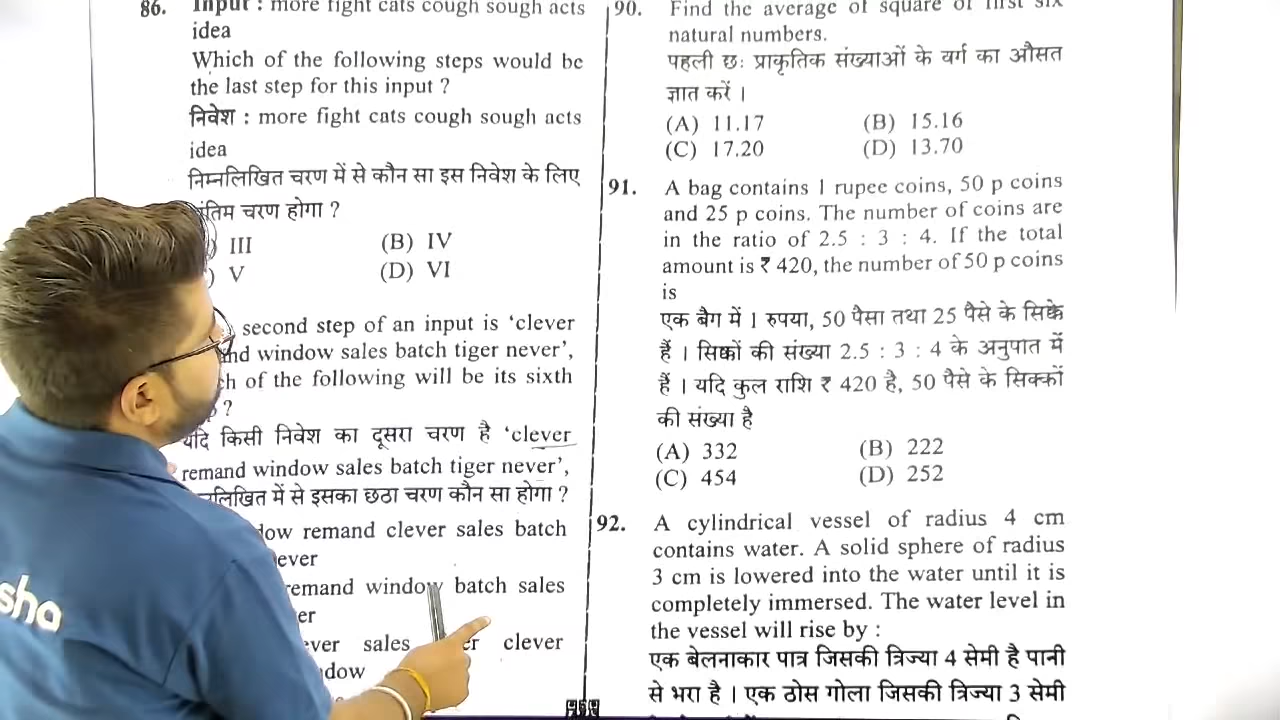 86. Input : more fight cats cough sough acts
idea
Which of the following steps would be
the last step for this input ?
निवेश : more fight cats cough sough acts
idea
निम्नलिखित चरण में से कौन सा इस निवेश के लिए
चरण होगा ?
III
(B) IV
V
(D) VI
second step of an input is 'clever
window sales batch tiger never',
of the following will be its sixth
?
यदि किसी निवेश का दूसरा चरण है 'clever
remand window sales batch tiger never',
में से इसका छठा चरण कौन सा होगा ?
remand clever sales batch
remand window batch sales
sales
clever
90. Find the average of square of first six
natural numbers.
पहली छः प्राकृतिक संख्याओं के वर्ग का औसत
ज्ञात करें ।
(A) 11.17
(B) 15.16
(C) 17.20
(D) 13.70
91. A bag contains 1 rupee coins, 50 p coins
and 25 p coins. The number of coins are
in the ratio of 2.5 : 3 : 4. If the total
amount is ₹ 420, the number of 50 p coins
is
एक बैग में 1 रुपया, 50 पैसा तथा 25 पैसे के सिक्के
हैं । सिक्कों की संख्या 2.5 : 3 : 4 के अनुपात में
हैं । यदि कुल राशि ₹ 420 है, 50 पैसे के सिक्कों
की संख्या है
(A) 332
(B) 222
(C) 454
(D) 252
92. A cylindrical vessel of radius 4 cm
contains water. A solid sphere of radius
3 cm is lowered into the water until it is
completely immersed. The water level in
the vessel will rise by :
एक बेलनाकार पात्र जिसकी त्रिज्या 4 सेमी है पानी
से भरा है । एक ठोस गोला जिसकी त्रिज्या 3 सेमी